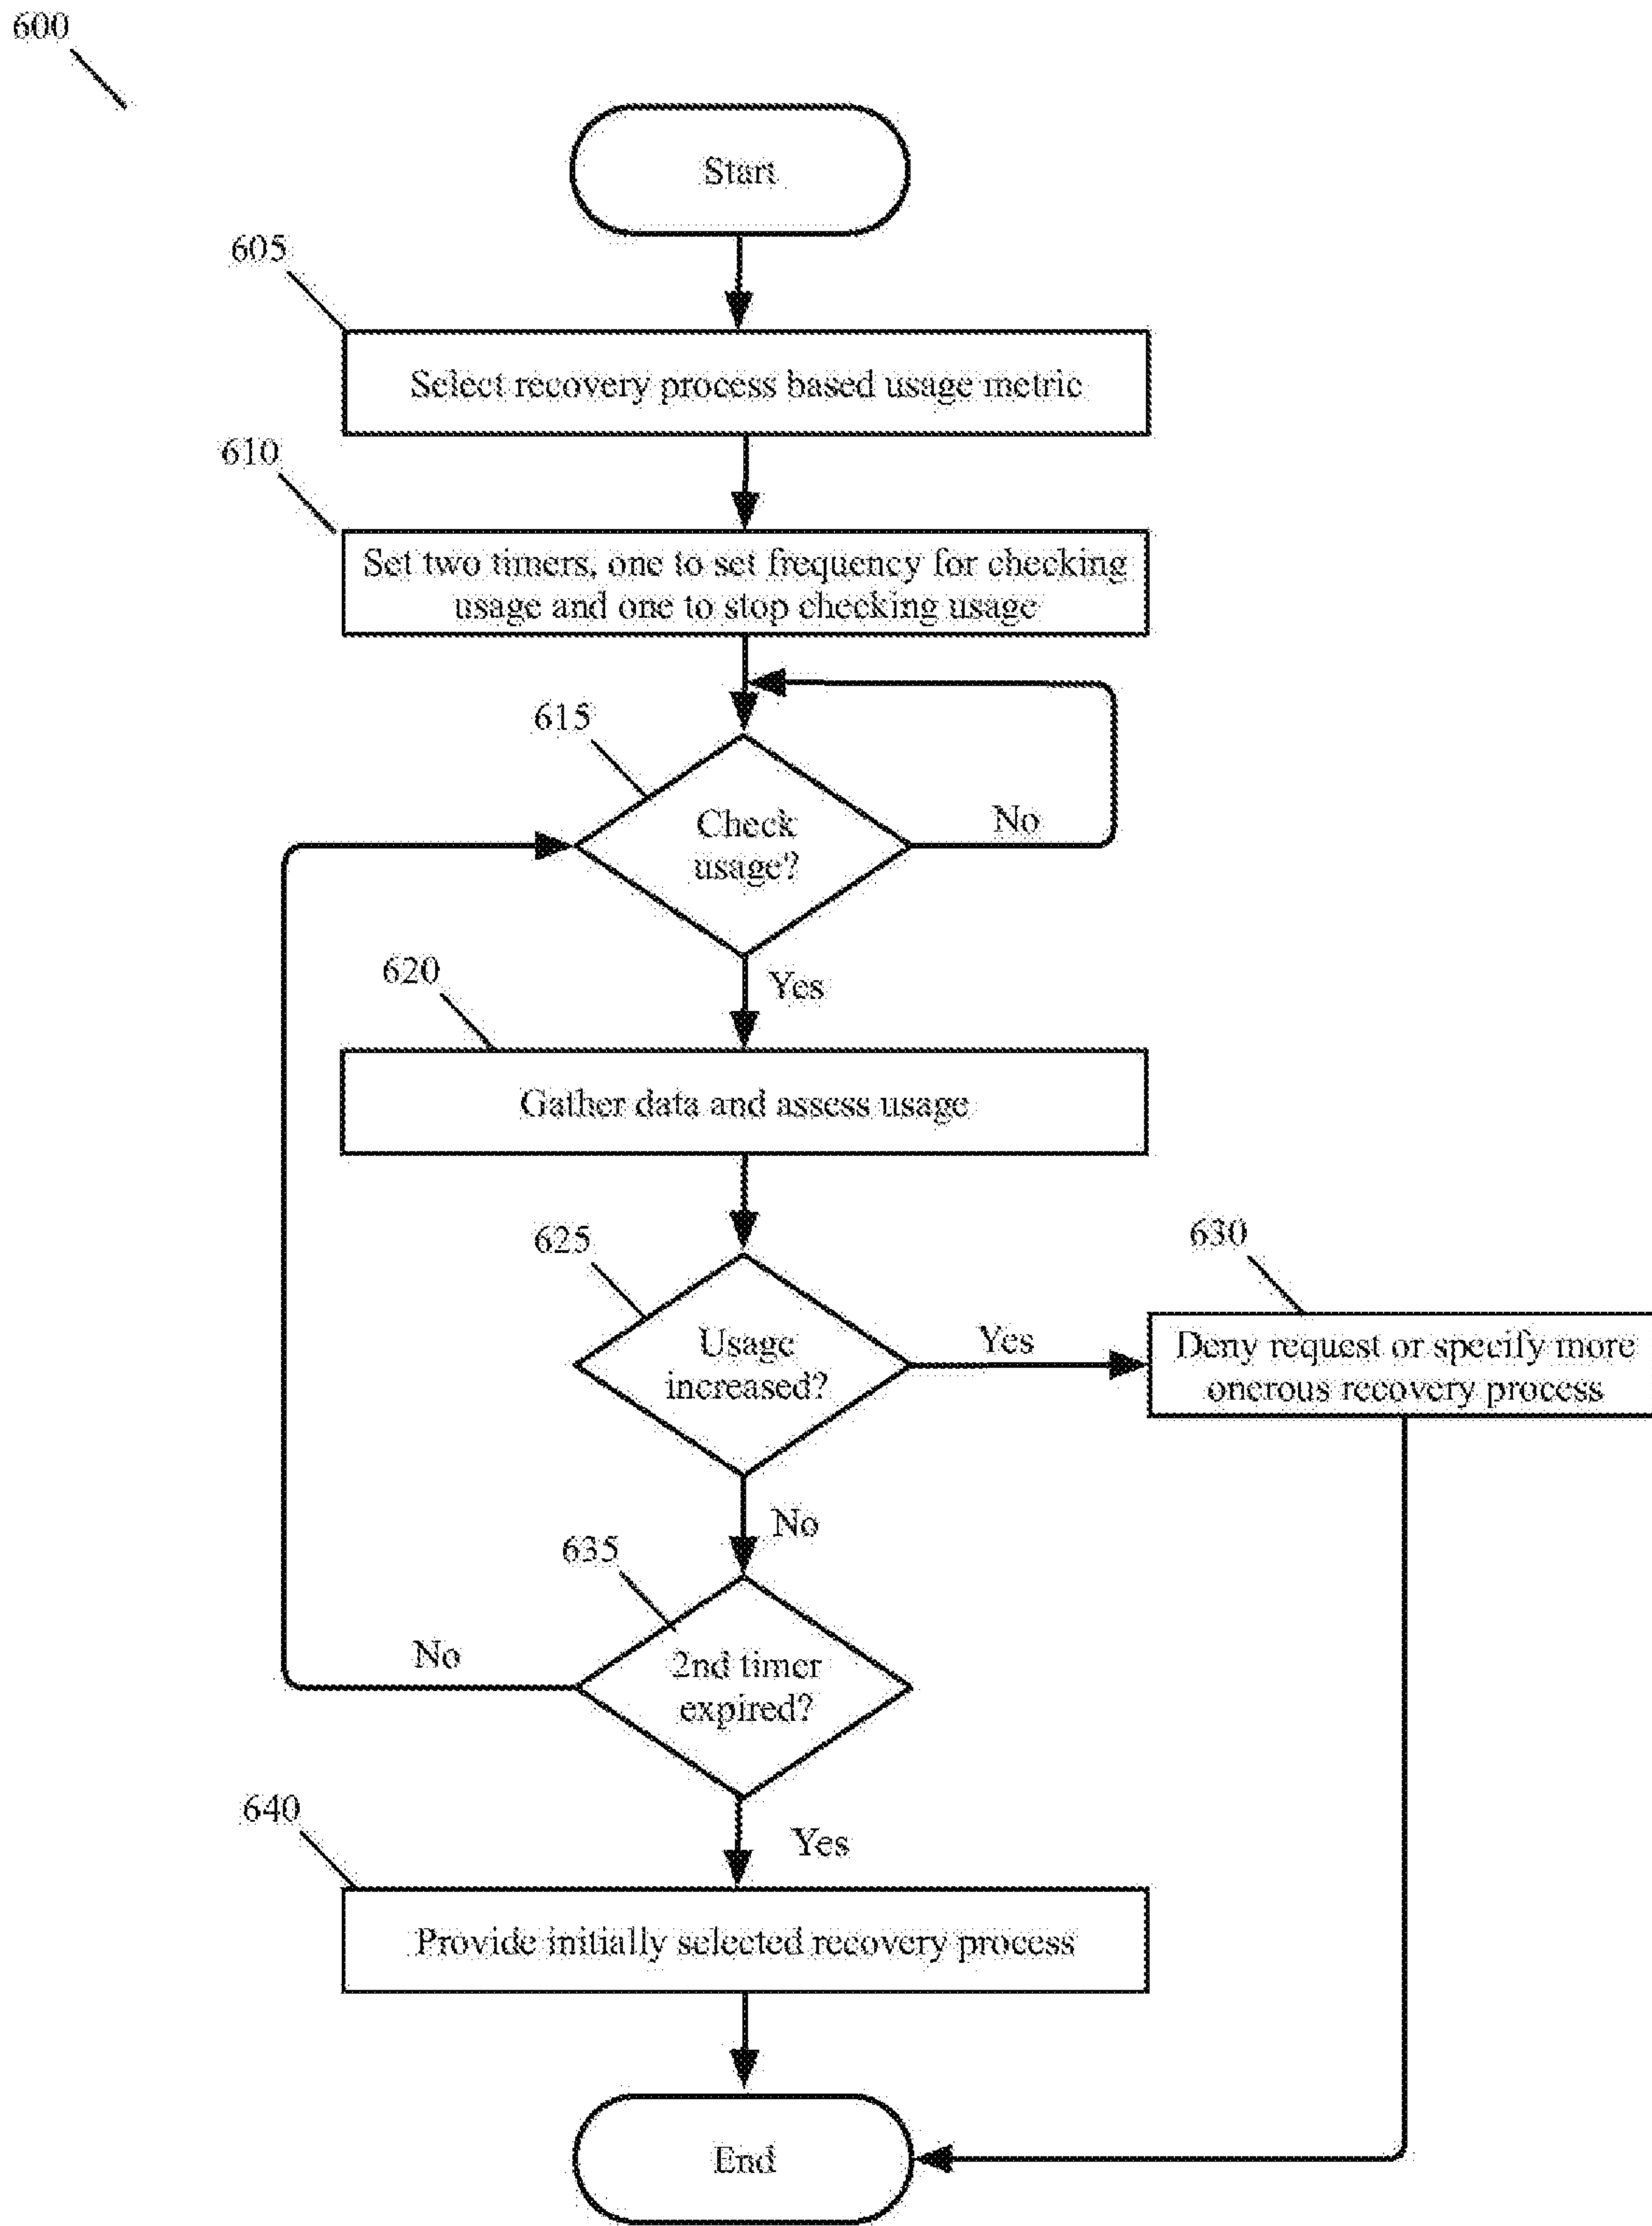 600
Start
605
Select recovery process based usage metric
610
Set two timers, one to set frequency for checking
usage and one to stop checking usage
615
Check
usage?
No
Yes
620
Gather data and assess usage
625
Usage
increased?
Yes
630
Deny request or specify more
onerous recovery process
No
635
2nd timer
expired?
No
Yes
640
Provide initially selected recovery process
End